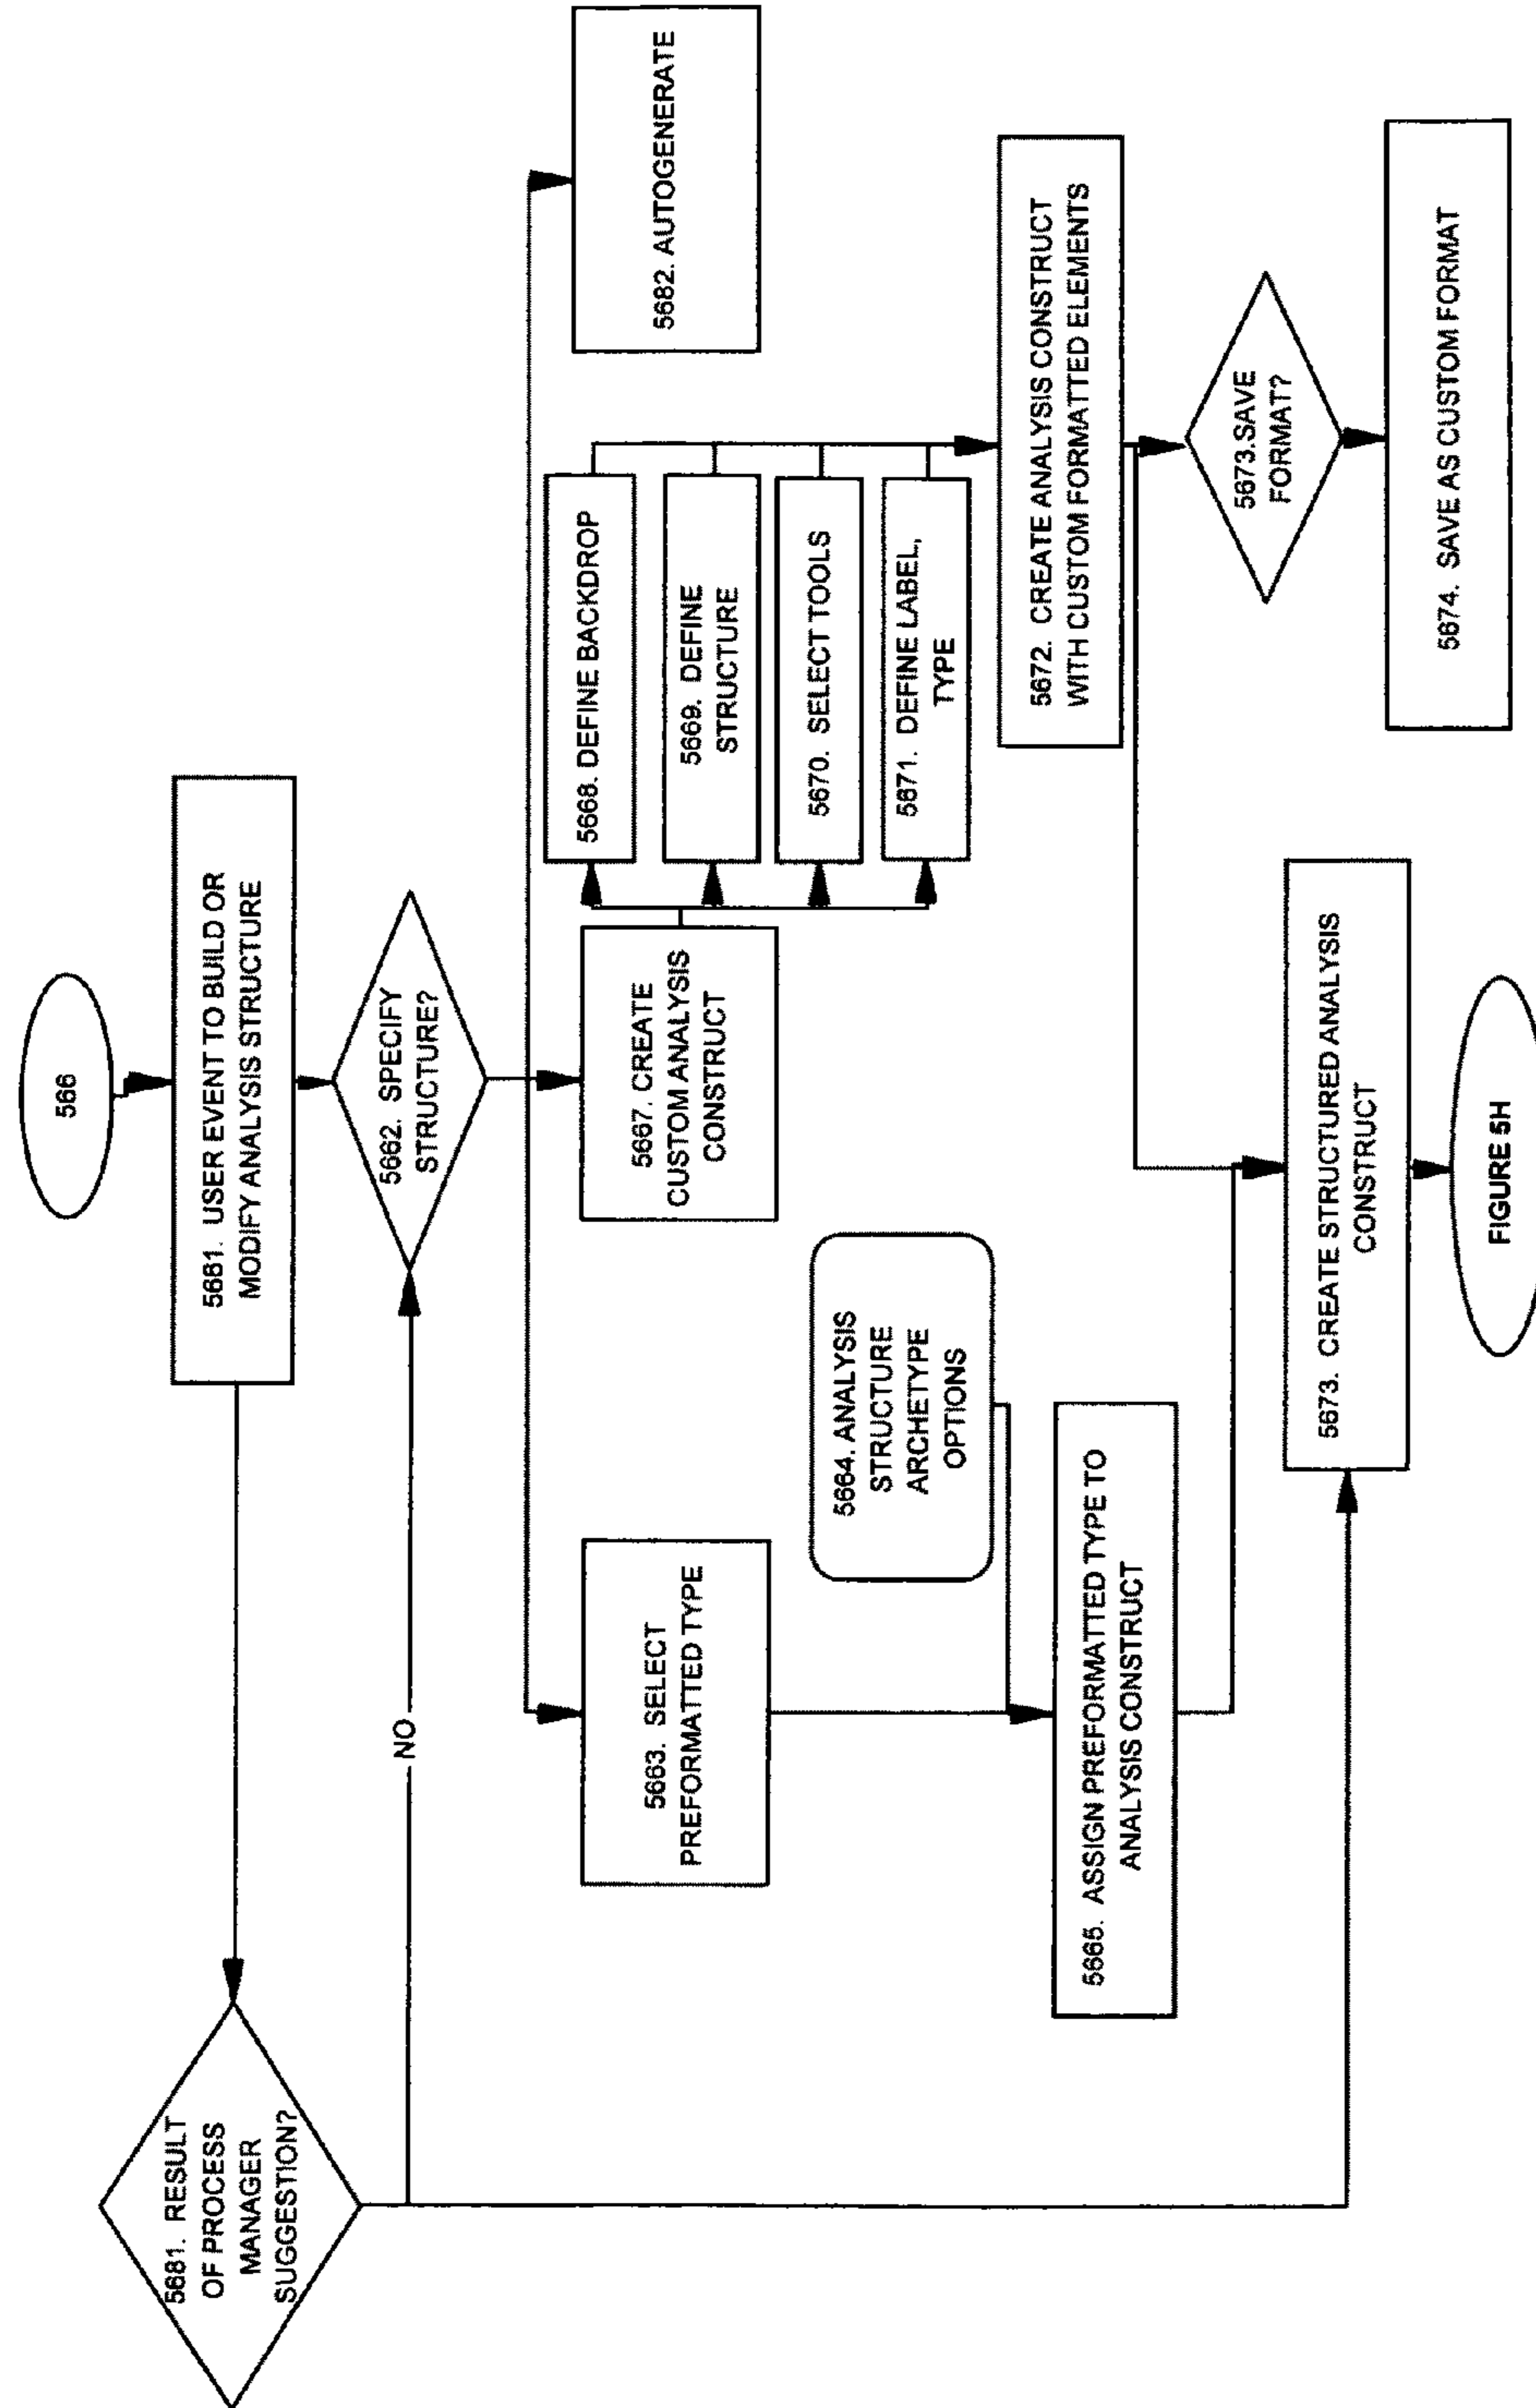 566
5681. USER EVENT TO BUILD OR
MODIFY ANALYSIS STRUCTURE
5681. RESULT
OF PROCESS
MANAGER
SUGGESTION?
5662. SPECIFY
STRUCTURE?
NO
5663. SELECT
PREFORMATTED TYPE
5667. CREATE
CUSTOM ANALYSIS
CONSTRUCT
5668. DEFINE BACKDROP
5669. DEFINE
STRUCTURE
5670. SELECT TOOLS
5671. DEFINE LABEL,
TYPE
5682. AUTOGENERATE
5664. ANALYSIS
STRUCTURE
ARCHETYPE
OPTIONS
5665. ASSIGN PREFORMATTED TYPE TO
ANALYSIS CONSTRUCT
5672. CREATE ANALYSIS CONSTRUCT
WITH CUSTOM FORMATTED ELEMENTS
5673.SAVE
FORMAT?
5673. CREATE STRUCTURED ANALYSIS
CONSTRUCT
5674. SAVE AS CUSTOM FORMAT
FIGURE 5H